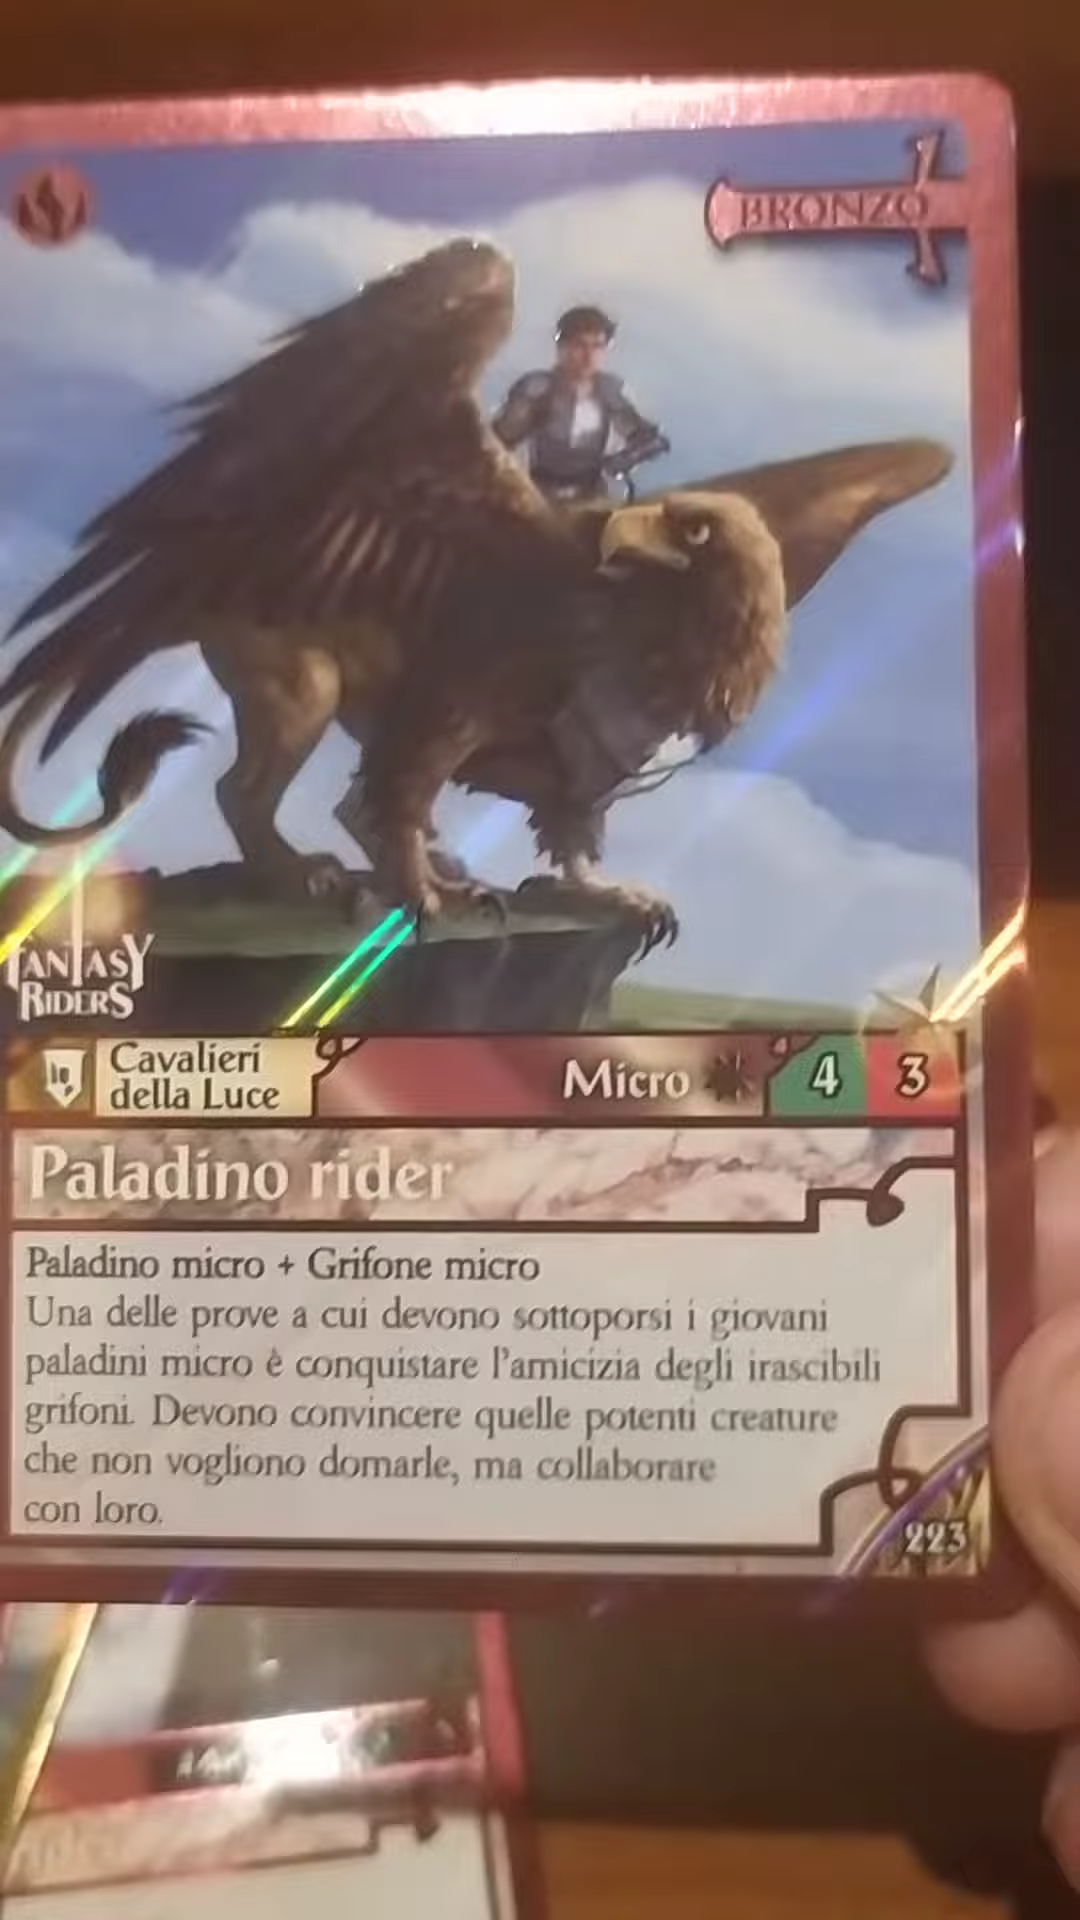 BRONZO
FANTASY
RIDERS
Cavalieri
della Luce
Micro
4
3
Paladino rider
Paladino micro + Grifone micro
Una delle prove a cui devono sottoporsi i giovani
paladini micro è conquistare l'amicizia degli irascibili
grifoni. Devono convincere quelle potenti creature
che non vogliono domarle, ma collaborare
con loro.
223